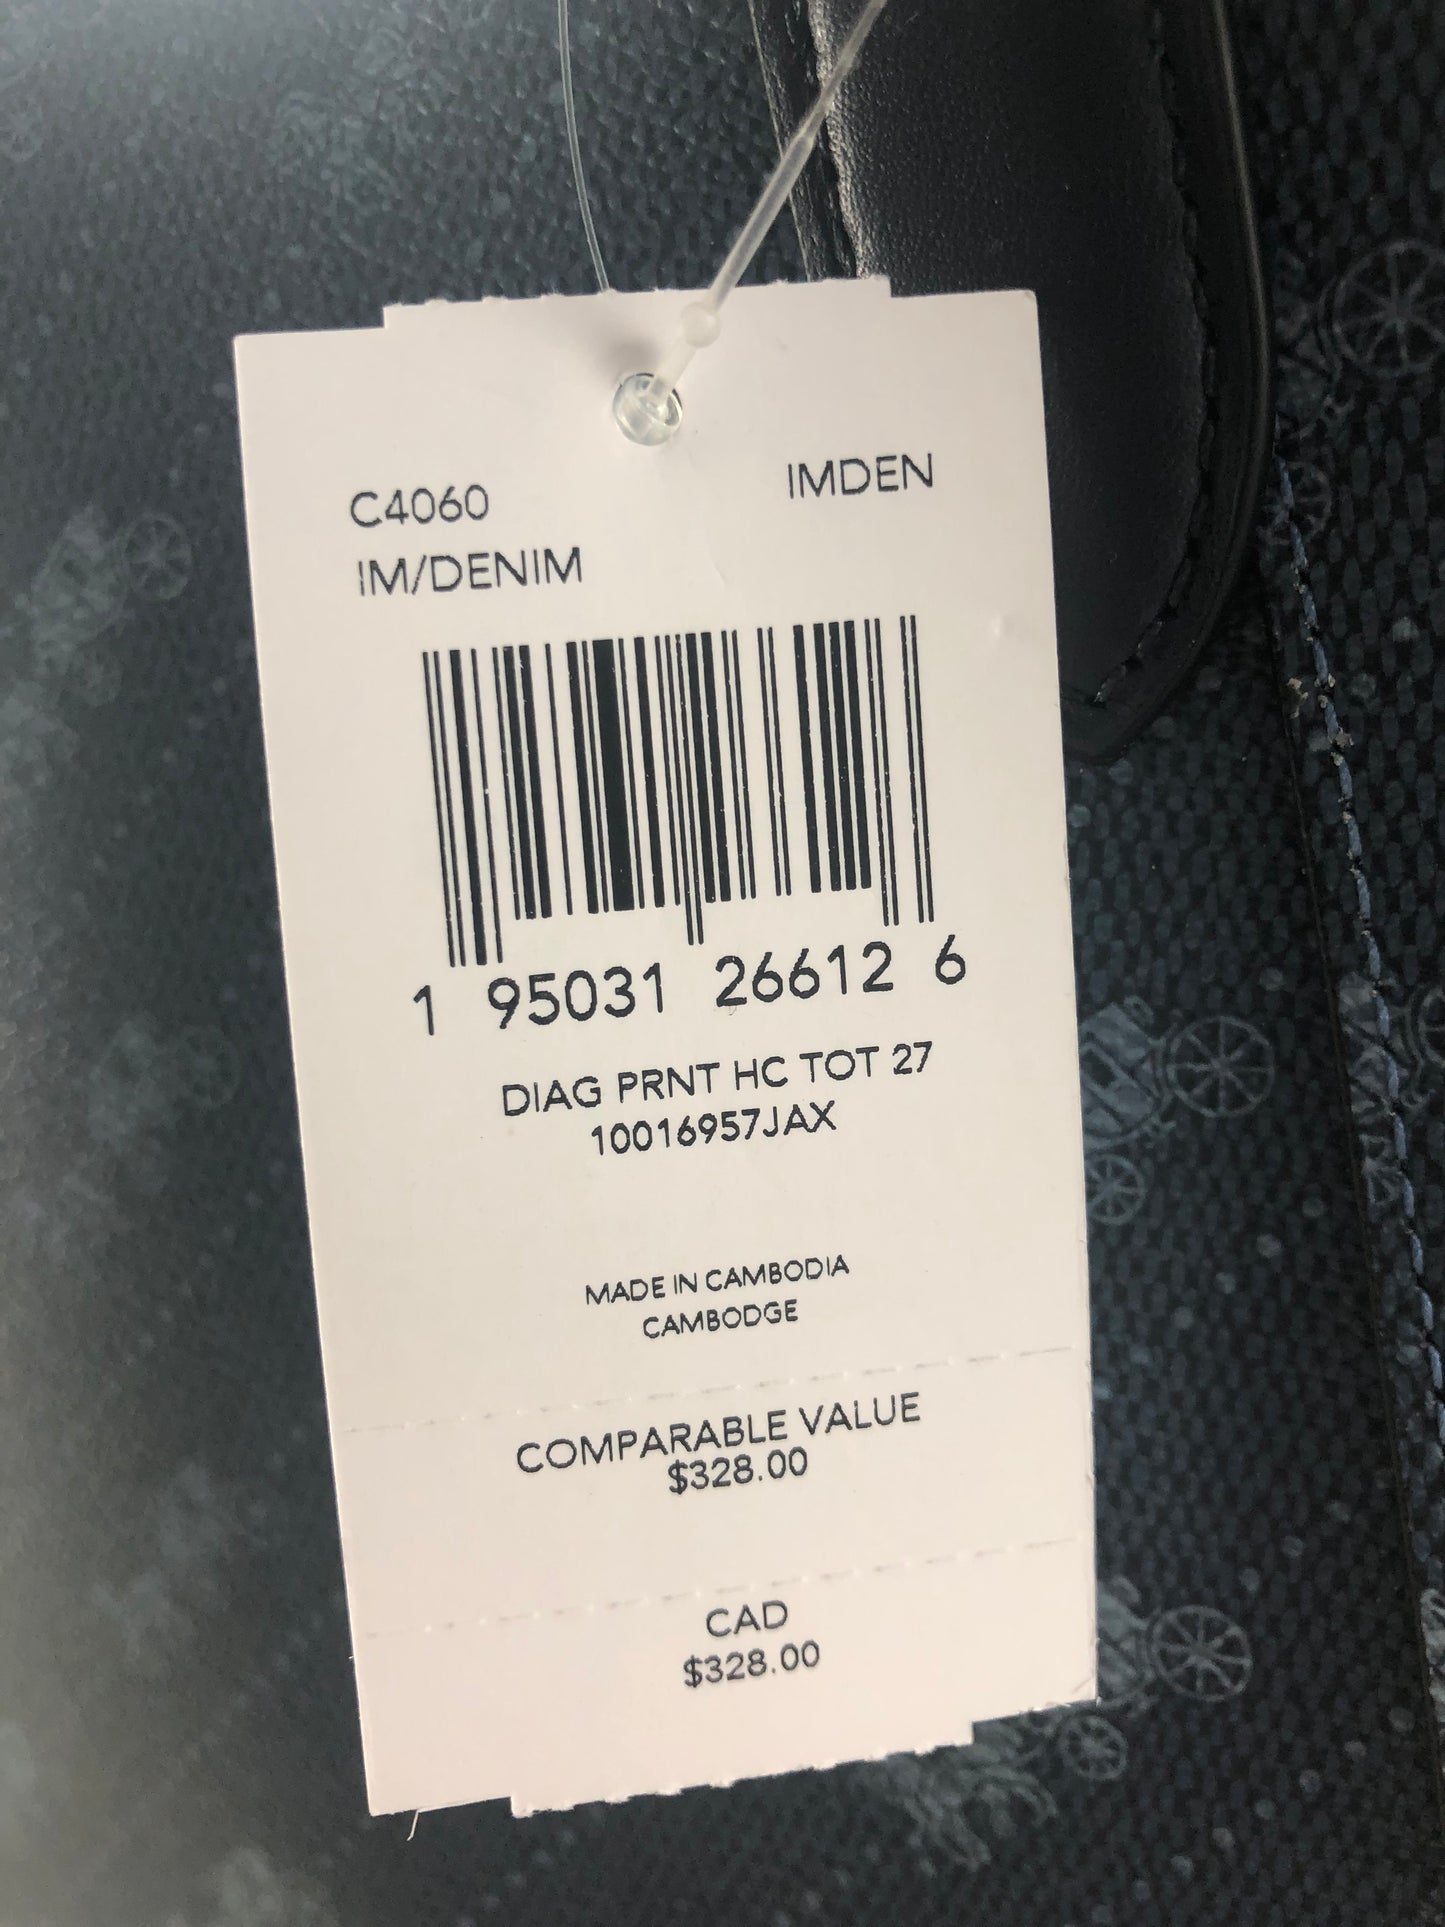 C4060 IMDEN
IM/DENIM
1 95031 26612 6
DIAG PRNT HC TOT 27
10016957JAX
MADE IN CAMBODIA
CAMBODGE
COMPARABLE VALUE
$328.00
CAD
$328.00